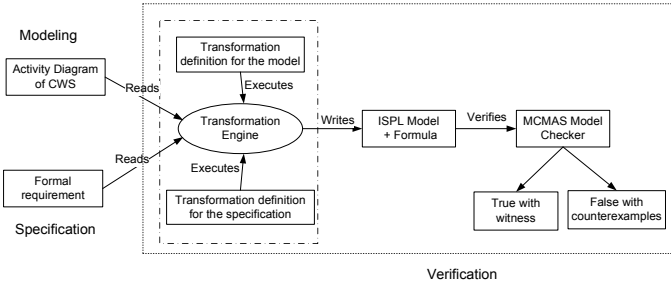 Modeling
Activity Diagram
of CWS
Reads
Transformation
definition for the model
Executes
Transformation
Engine
Writes
ISPL Model
+ Formula
Verifies
MCMAS Model
Checker
Reads
Executes
Formal
requirement
Transformation definition
for the specification
True with
witness
False with
counterexamples
Specification
Verification